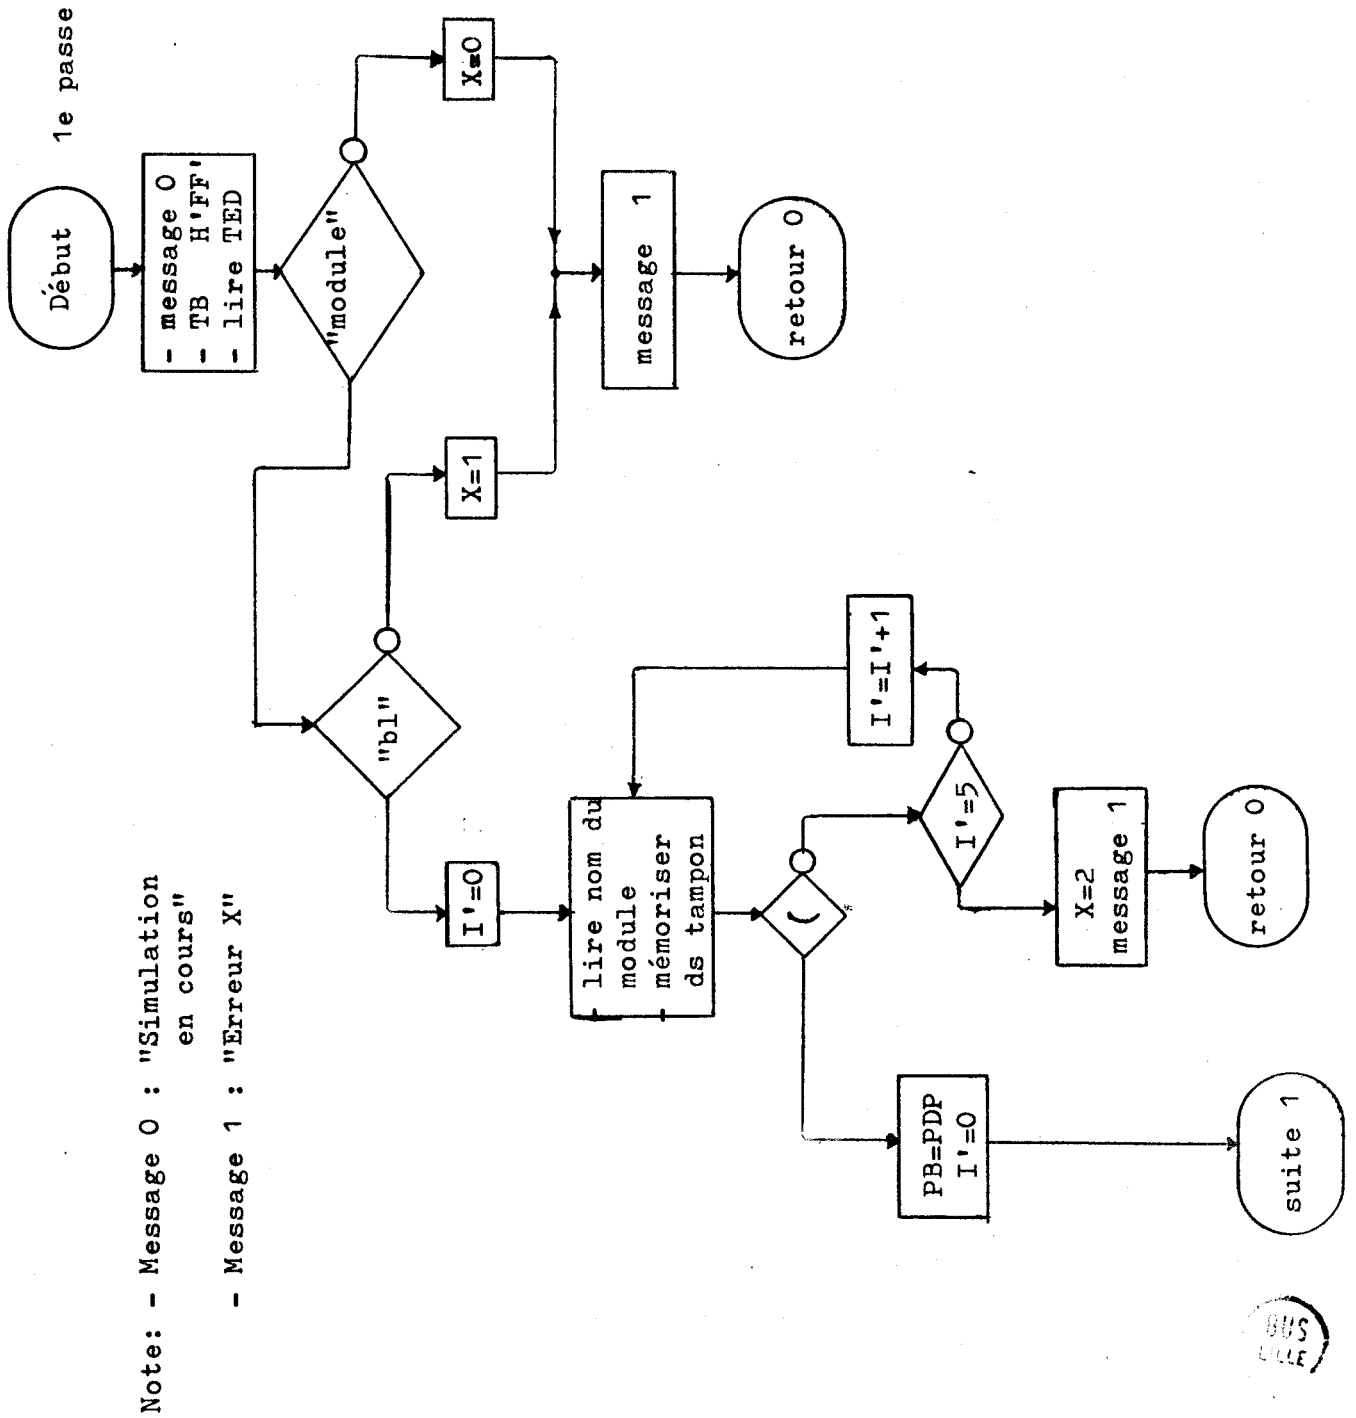 1e passe
Début
- message 0
- TB H'FF'
- lire TED
"module"
X=0
"bl"
X=1
message 1
retour 0
I'=0
lire nom du
module
mémoriser
ds tampon
(
I'=5
I'=I'+1
X=2
message 1
retour 0
PB=PDP
I'=0
suite 1
Note: - Message 0 : "Simulation
en cours"
- Message 1 : "Erreur X"
BUS
LILLE